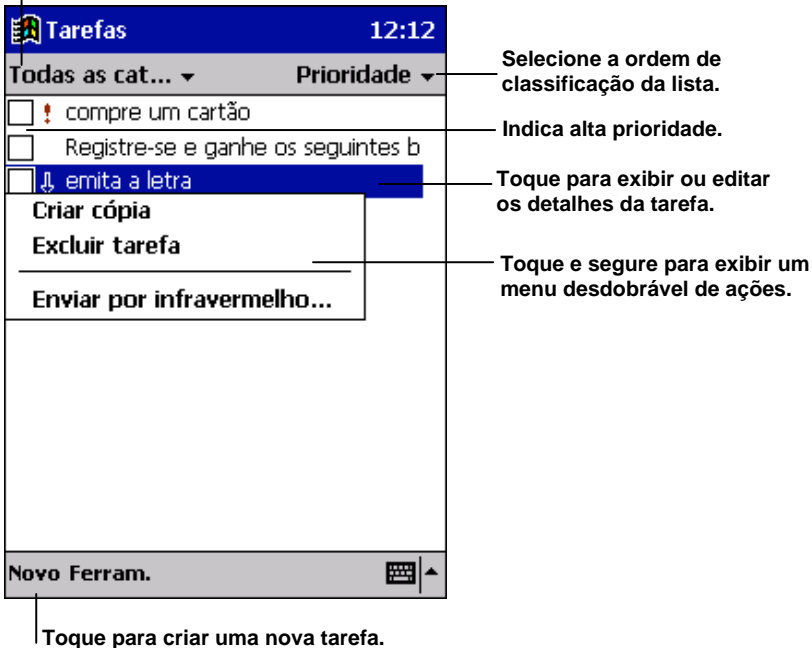 Tarefas 12:12
Todas as cat... Prioridade
Selecione a ordem de
classificação da lista.
! compre um cartão
Indica alta prioridade.
Registre-se e ganhe os seguintes b
emita a letra
Toque para exibir ou editar
os detalhes da tarefa.
Criar cópia
Excluir tarefa
Enviar por infravermelho...
Toque e segure para exibir um
menu desdobrável de ações.
Novo Ferram.
Toque para criar uma nova tarefa.